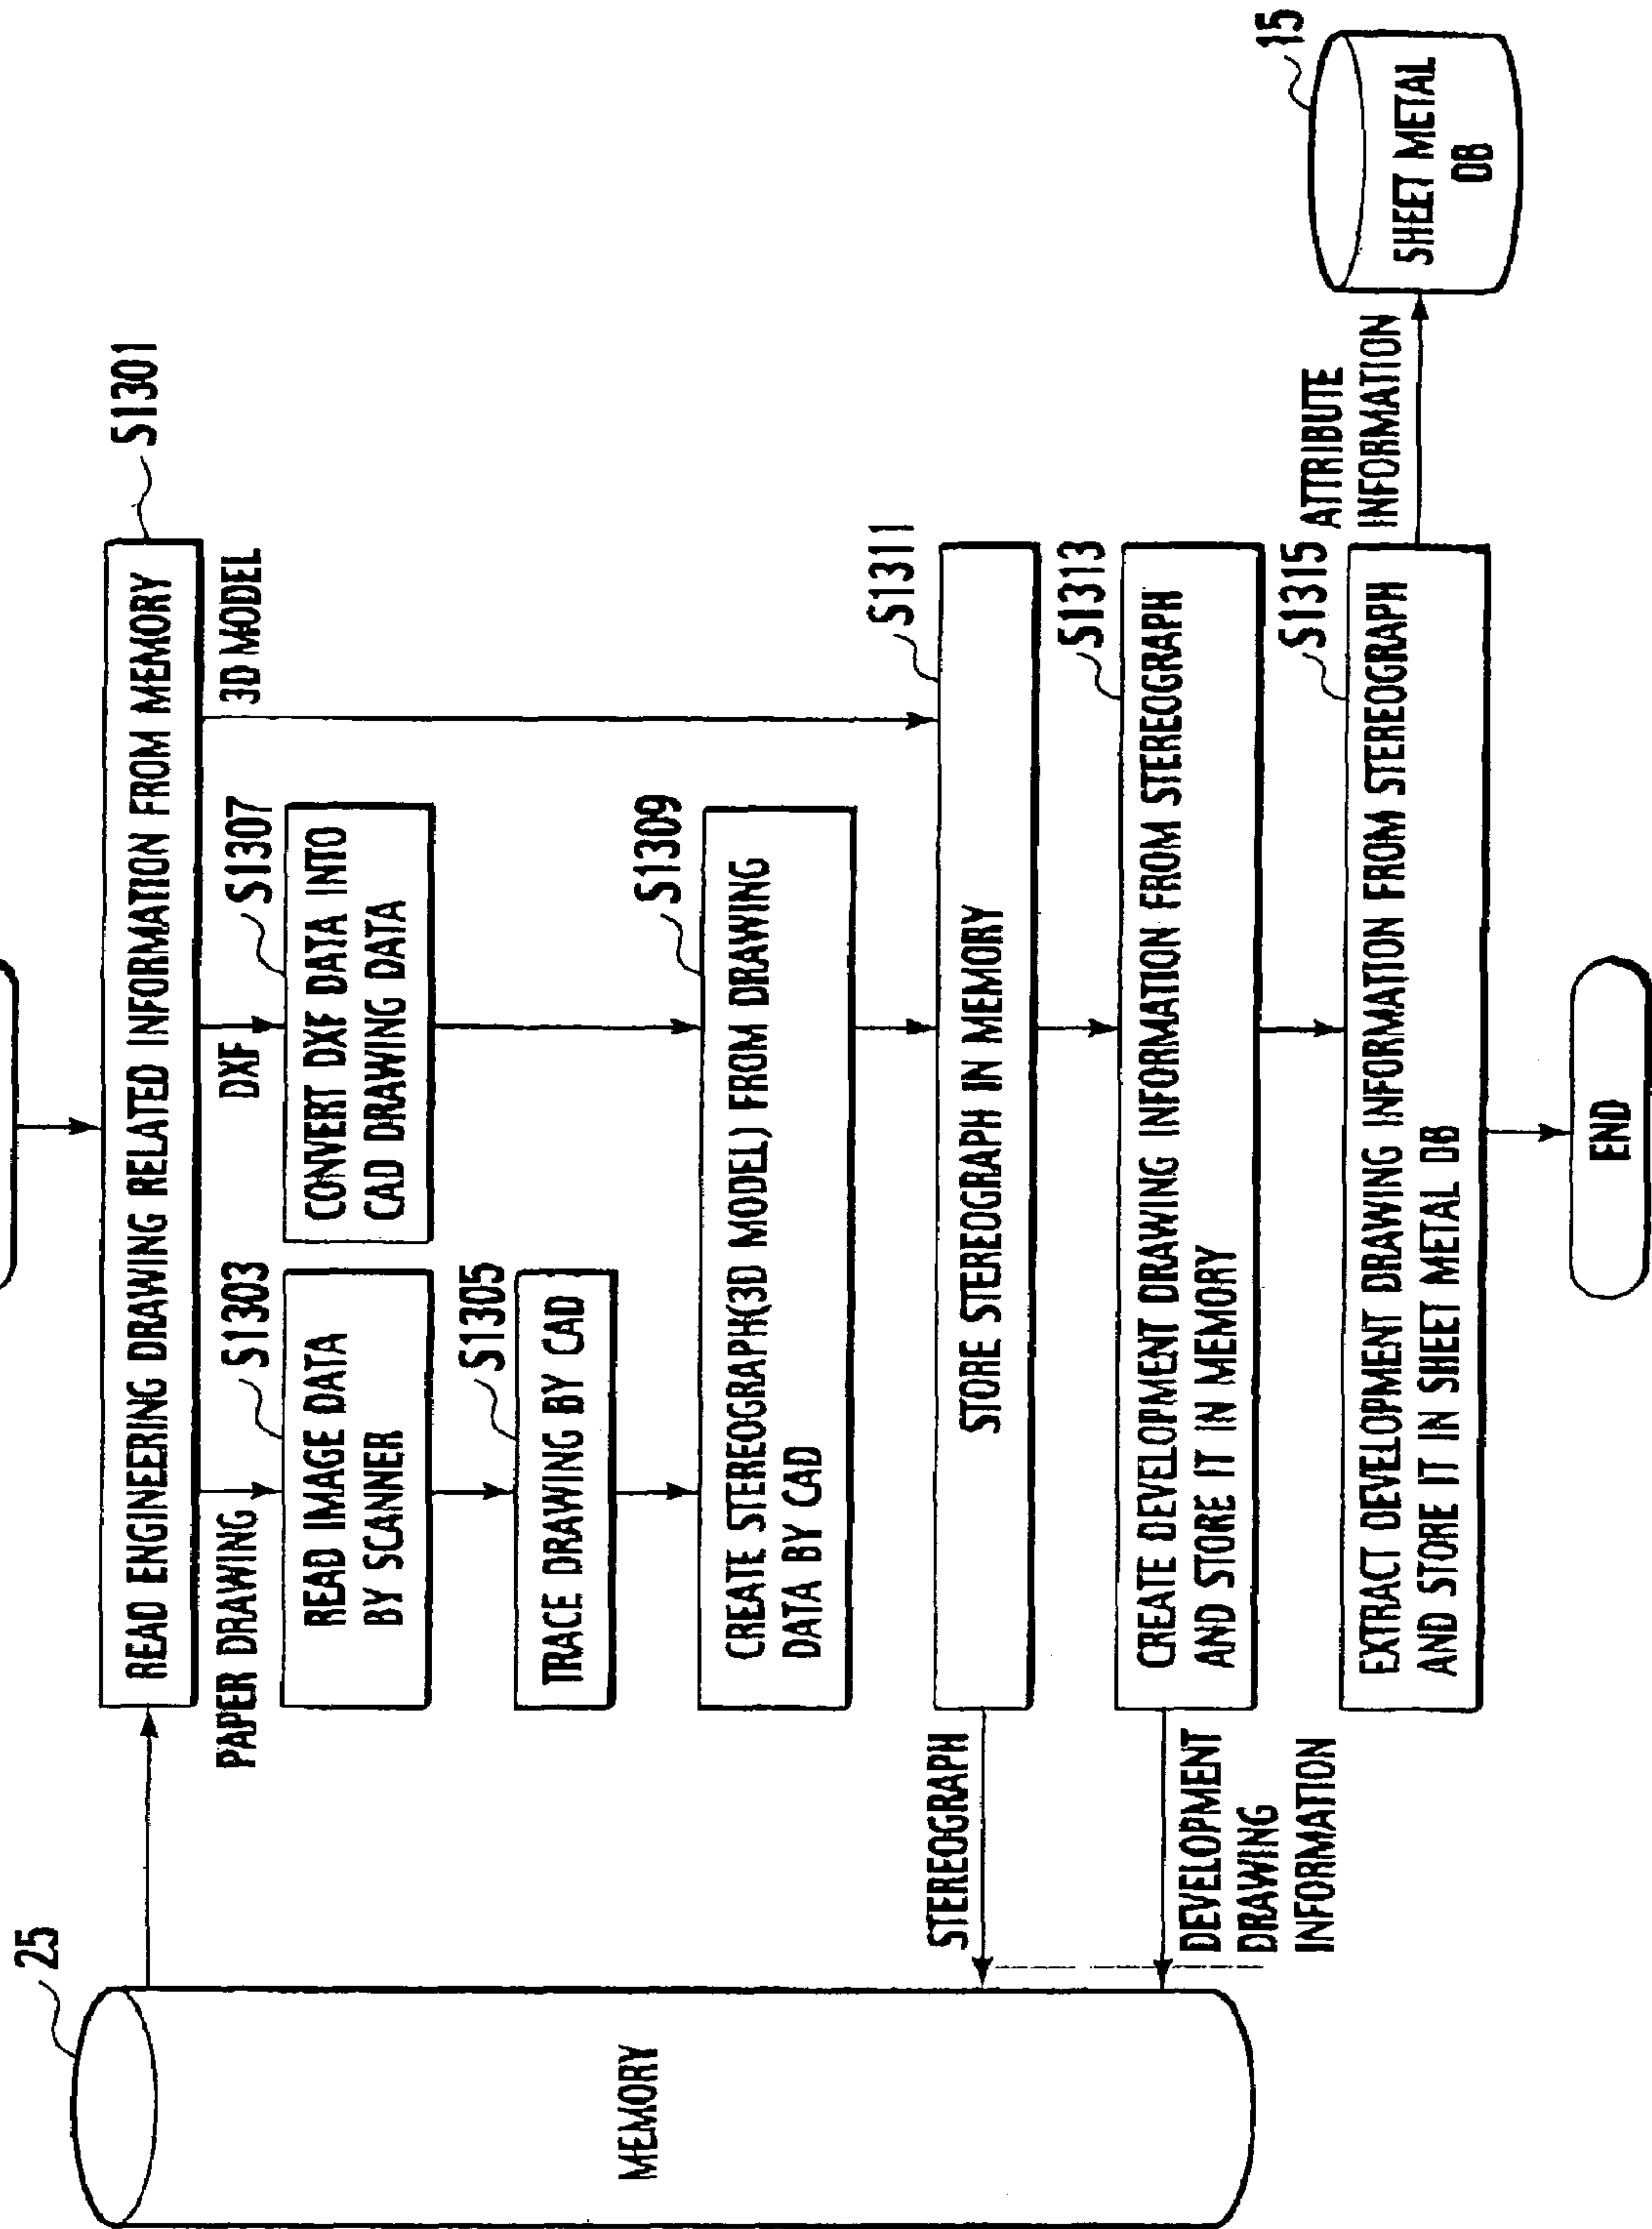 25
MEMORY
READ ENGINEERING DRAWING RELATED INFORMATION FROM MEMORY
S1301
PAPER DRAWING
DXF
3D MODEL
S1303
READ IMAGE DATA
BY SCANNER
S1307
CONVERT DXF DATA INTO
CAD DRAWING DATA
S1305
TRACE DRAWING BY CAD
S1309
CREATE STEREOGRAPH(3D MODEL) FROM DRAWING
DATA BY CAD
S1311
STORE STEREOGRAPH IN MEMORY
STEREOGRAPH
S1313
CREATE DEVELOPMENT DRAWING INFORMATION FROM STEREOGRAPH
AND STORE IT IN MEMORY
DEVELOPMENT
DRAWING
INFORMATION
S1315
EXTRACT DEVELOPMENT DRAWING INFORMATION FROM STEREOGRAPH
AND STORE IT IN SHEET METAL DB
ATTRIBUTE
INFORMATION
15
SHEET METAL
DB
END